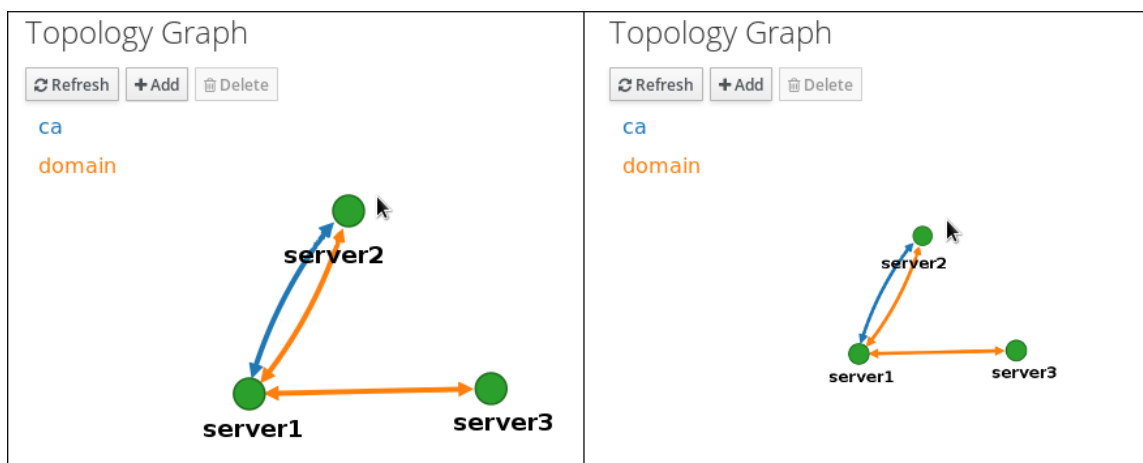 Topology Graph
Refresh Add Delete
ca
domain
server2
server1
server3
Topology Graph
Refresh Add Delete
ca
domain
server2
server1
server3